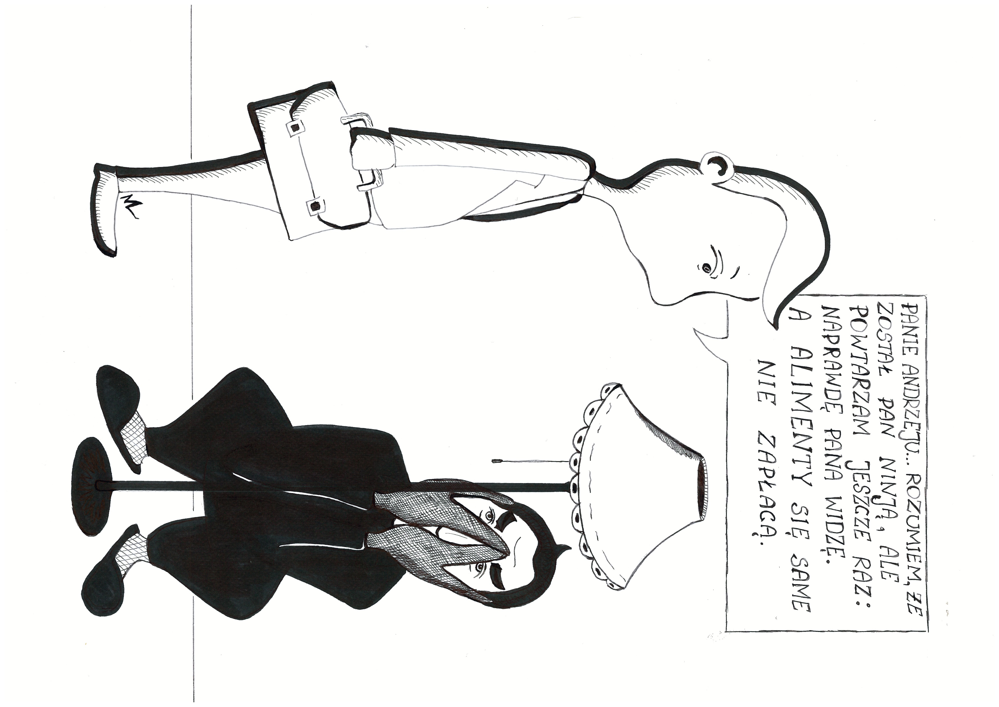 PANIE ANDRZEJU... ROZUMIEM, ŻE
ZOSTAŁ PAN NINJĄ, ALE
POWTARZAM JESZCZE RAZ:
NAPRAWDĘ PANA WIDZĘ.
A ALIMENTY SIĘ SAME
NIE ZAPŁACĄ.